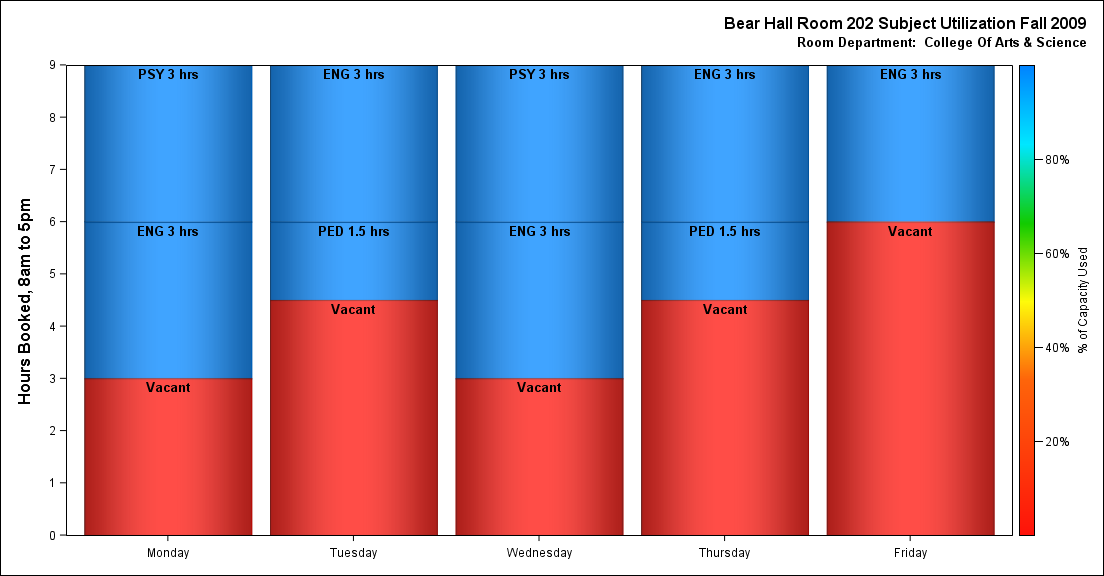 Bear Hall Room 202 Subject Utilization Fall 2009
Room Department:  College Of Arts & Science
Hours Booked, 8am to 5pm
9
8
7
6
5
4
3
2
1
0
PSY 3 hrs
ENG 3 hrs
Vacant
ENG 3 hrs
PED 1.5 hrs
Vacant
PSY 3 hrs
ENG 3 hrs
Vacant
ENG 3 hrs
PED 1.5 hrs
Vacant
ENG 3 hrs
Vacant
Monday
Tuesday
Wednesday
Thursday
Friday
80%
60%
40%
20%
% of Capacity Used